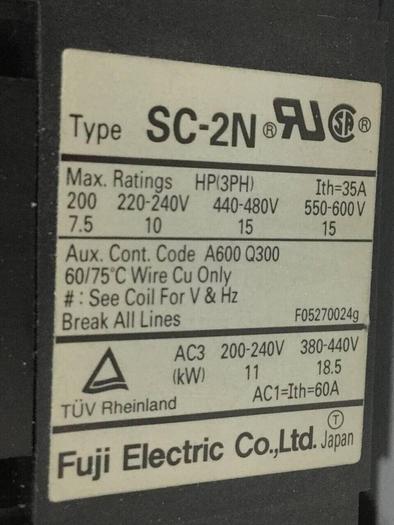 Type SC-2N ® RU SA ®
Max. Ratings HP(3PH) Ith=35A
200 220-240V 440-480V 550-600V
7.5 10 15 15
Aux. Cont. Code A600 Q300
60/75°C Wire Cu Only
# : See Coil For V & Hz
Break All Lines F05270024g
AC3 200-240V 380-440V
(kW) 11 18.5
TÜV Rheinland AC1=Ith=60A
Fuji Electric Co.,Ltd. Japan T